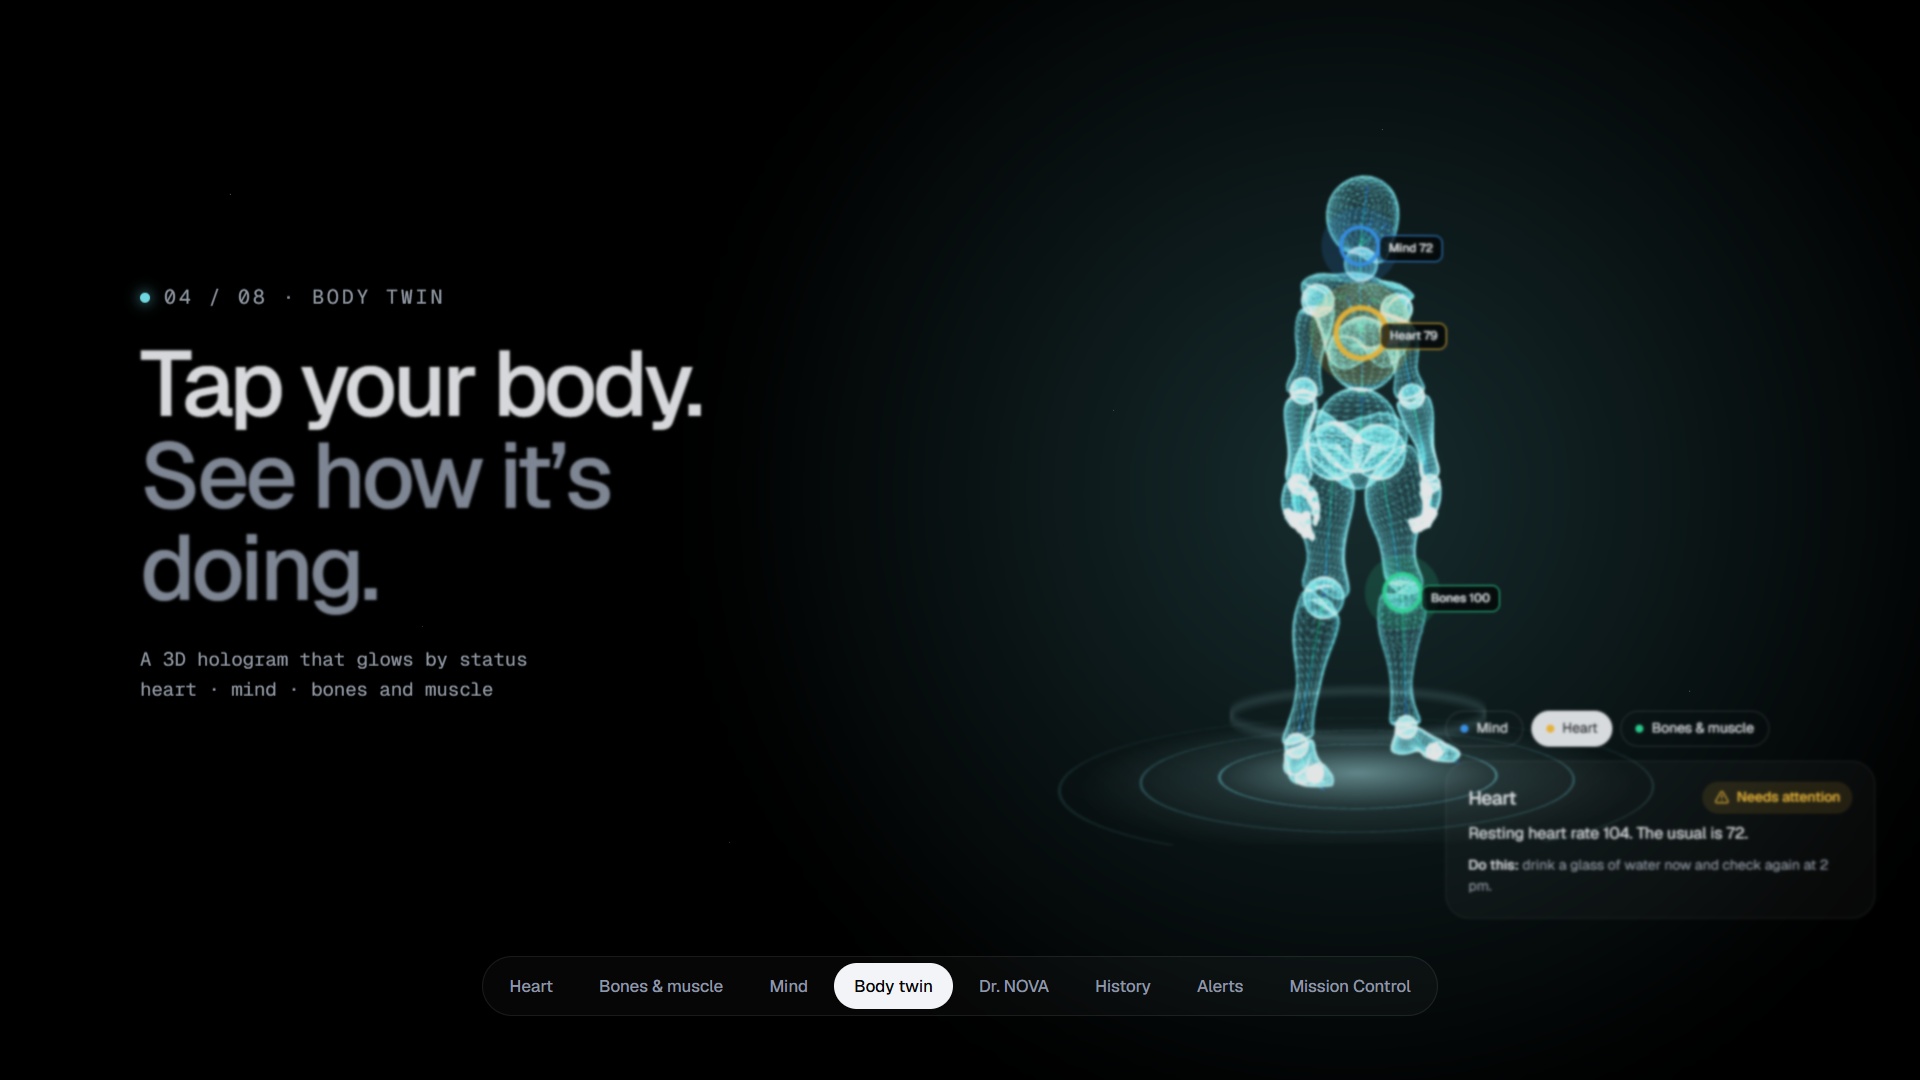 04 / 08 · BODY TWIN
Tap your body.
See how it’s
doing.
A 3D hologram that glows by status
heart · mind · bones and muscle
Mind 72
Heart 79
Bones 100
Mind
Heart
Bones & muscle
Heart
Needs attention
Resting heart rate 104. The usual is 72.
Do this: drink a glass of water now and check again at 2
pm.
Heart
Bones & muscle
Mind
Body twin
Dr. NOVA
History
Alerts
Mission Control